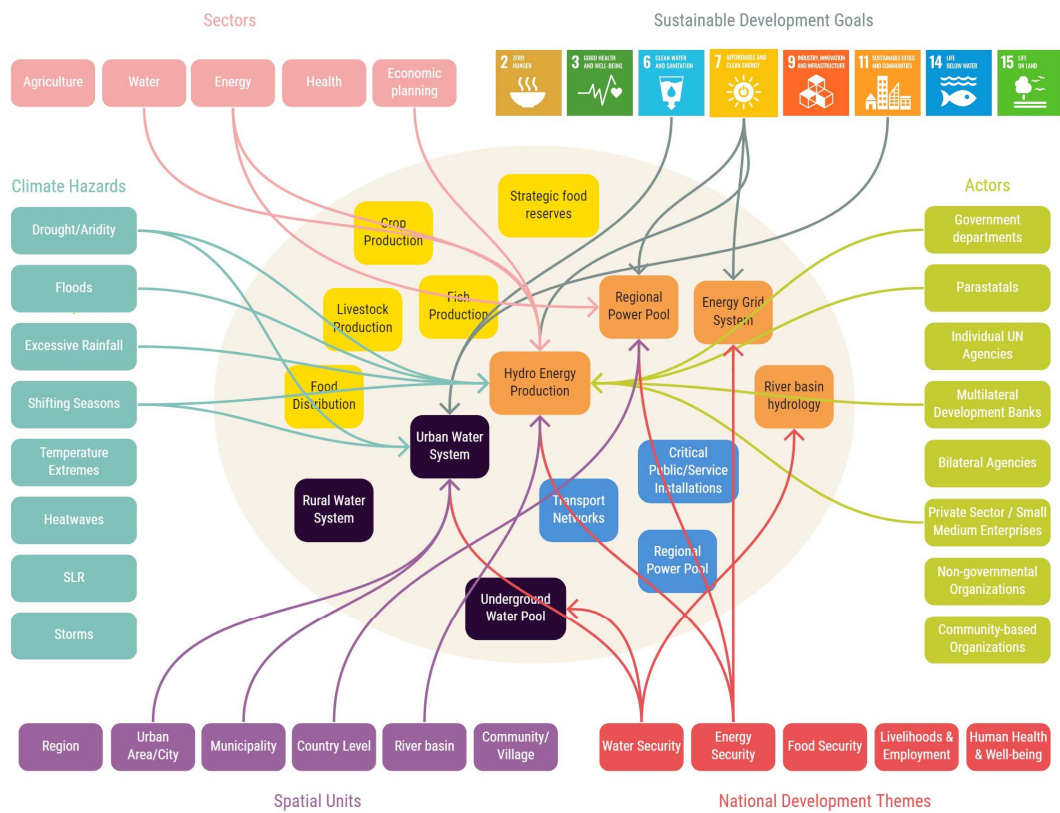 Sectors
Sustainable Development Goals
Agriculture
Water
Energy
Health
Economic
planning
2 ZERO
HUNGER
3 GOOD HEALTH
AND WELL-BEING
6 CLEAN WATER
AND SANITATION
7 AFFORDABLE AND
CLEAN ENERGY
9 INDUSTRY, INNOVATION
AND INFRASTRUCTURE
11 SUSTAINABLE CITIES
AND COMMUNITIES
14 LIFE
BELOW WATER
15 LIFE
ON LAND
Climate Hazards
Drought/Aridity
Floods
Excessive Rainfall
Shifting Seasons
Temperature
Extremes
Heatwaves
SLR
Storms
Strategic food
reserves
Crop
Production
Livestock
Production
Fish
Production
Food
Distribution
Regional
Power Pool
Energy Grid
System
Hydro Energy
Production
River basin
hydrology
Urban Water
System
Rural Water
System
Underground
Water Pool
Critical
Public/Service
Installations
Transport
Networks
Regional
Power Pool
Actors
Government
departments
Parastatals
Individual UN
Agencies
Multilateral
Development Banks
Bilateral Agencies
Private Sector / Small
Medium Enterprises
Non-governmental
Organizations
Community-based
Organizations
Region
Urban
Area/City
Municipality
Country Level
River basin
Community/
Village
Water Security
Energy
Security
Food Security
Livelihoods &
Employment
Human Health
& Well-being
Spatial Units
National Development Themes